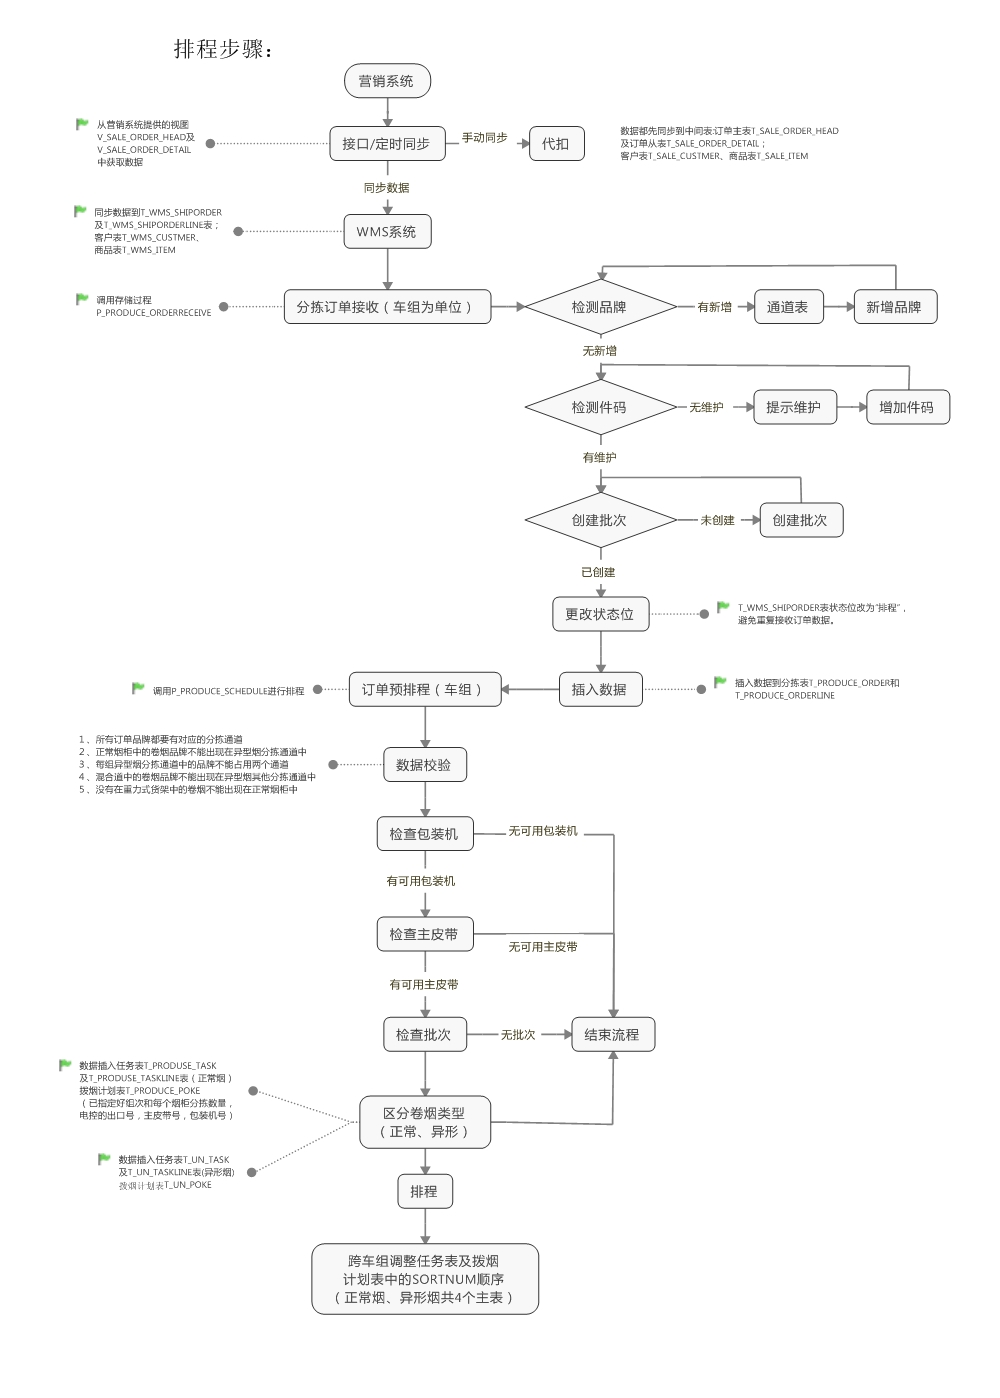 排程步骤：
营销系统
从营销系统提供的视图
V_SALE_ORDER_HEAD及
V_SALE_ORDER_DETAIL
中获取数据
接口/定时同步
手动同步
代扣
数据都先同步到中间表:订单主表T_SALE_ORDER_HEAD
及订单从表T_SALE_ORDER_DETAIL；
客户表T_SALE_CUSTMER、商品表T_SALE_ITEM
同步数据
同步数据到T_WMS_SHIPORDER
及T_WMS_SHIPORDERLINE表；
客户表T_WMS_CUSTMER、
商品表T_WMS_ITEM
WMS系统
调用存储过程
P_PRODUCE_ORDERRECEIVE
分拣订单接收（车组为单位）
检测品牌
有新增
通道表
新增品牌
无新增
检测件码
无维护
提示维护
增加件码
有维护
创建批次
未创建
创建批次
已创建
更改状态位
T_WMS_SHIPORDER表状态位改为“排程”，
避免重复接收订单数据。
调用P_PRODUCE_SCHEDULE进行排程
订单预排程（车组）
插入数据
插入数据到分拣表T_PRODUCE_ORDER和
T_PRODUCE_ORDERLINE
1、所有订单品牌都要有对应的分拣通道
2、正常烟柜中的卷烟品牌不能出现在异型烟分拣通道中
3、每组异型烟分拣通道中的品牌不能占用两个通道
4、混合道中的卷烟品牌不能出现在异型烟其他分拣通道中
5、没有在重力式货架中的卷烟不能出现在正常烟柜中
数据校验
检查包装机
无可用包装机
有可用包装机
检查主皮带
无可用主皮带
有可用主皮带
检查批次
无批次
结束流程
数据插入任务表T_PRODUSE_TASK
及T_PRODUSE_TASKLINE表（正常烟）
拨烟计划表T_PRODUCE_POKE
（已指定好组次和每个烟柜分拣数量，
电控的出口号，主皮带号，包装机号）
区分卷烟类型
（正常、异形）
数据插入任务表T_UN_TASK
及T_UN_TASKLINE表(异形烟)
拨烟计划表T_UN_POKE
排程
跨车组调整任务表及拨烟
计划表中的SORTNUM顺序
（正常烟、异形烟共4个主表）